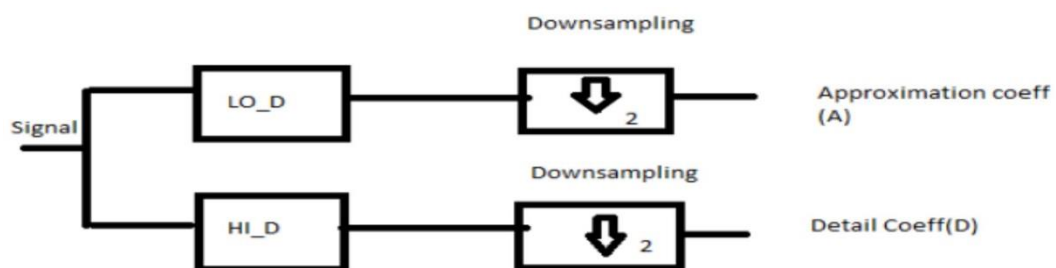 Downsampling
LO_D
2
Approximation coeff
(A)
Signal
Downsampling
HI_D
2
Detail Coeff(D)